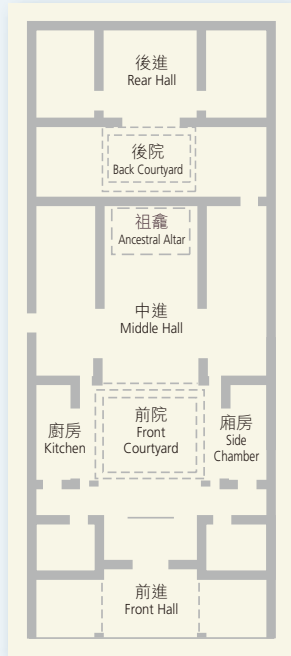 後進
Rear Hall
後院
Back Courtyard
祖龕
Ancestral Altar
中進
Middle Hall
廚房
Kitchen
前院
Front
Courtyard
廂房
Side
Chamber
前進
Front Hall